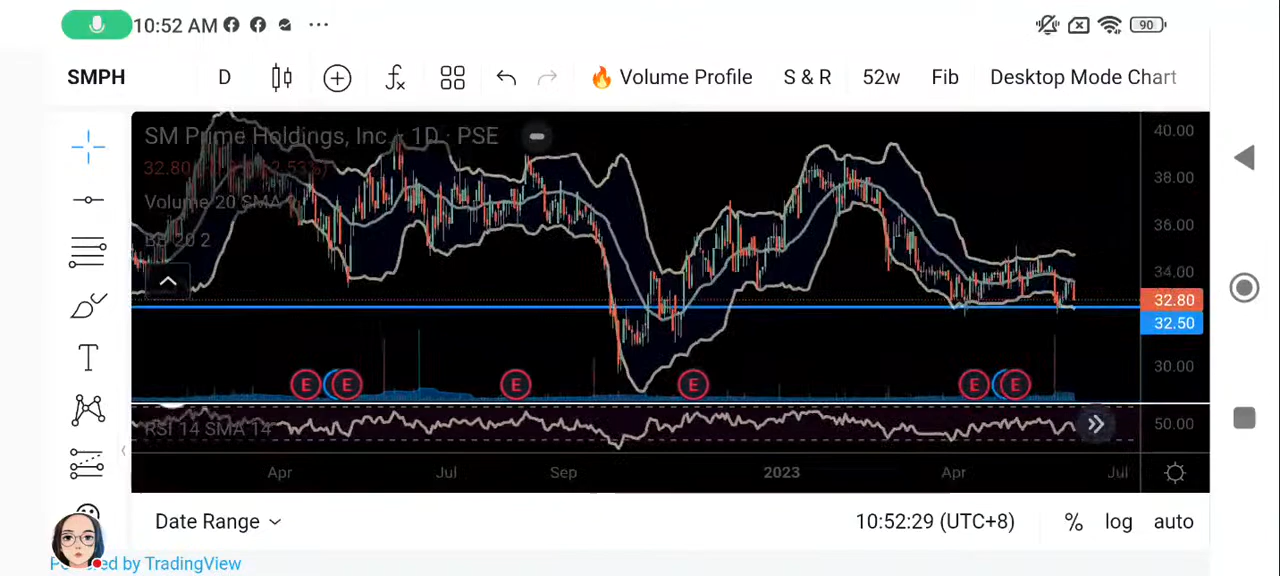 10:52 AM
90
SMPH D Volume Profile S & R 52w Fib Desktop Mode Chart
SM Prime Holdings, Inc. · 1D · PSE
40.00
32.80
38.00
Volume 20 SMA
36.00
BB 20 2
34.00
32.80
32.50
30.00
E E E E E E
RSI 14 SMA 14
50.00
Apr Jul Sep 2023 Apr Jul
T
Date Range 10:52:29 (UTC+8) % log auto
by TradingView